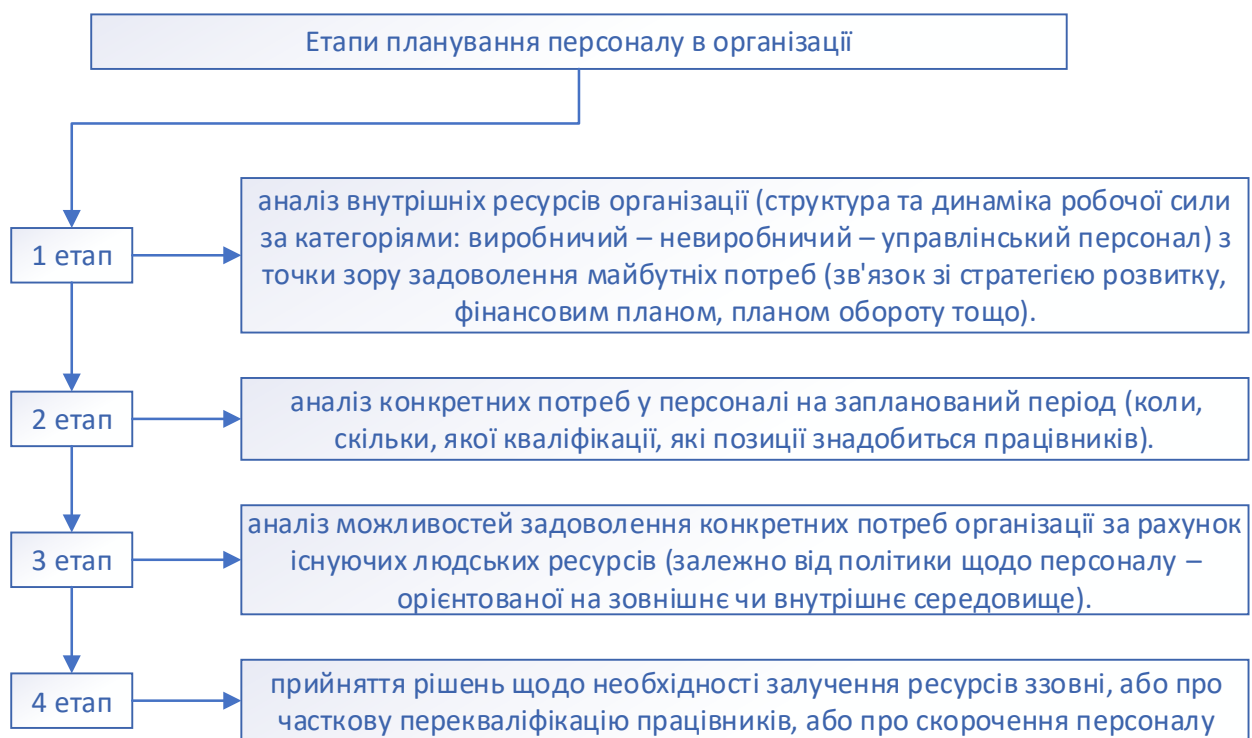 Етапи планування персоналу в організації
1 етап
аналіз внутрішніх ресурсів організації (структура та динаміка робочої сили
за категоріями: виробничий – невиробничий – управлінський персонал) з
точки зору задоволення майбутніх потреб (зв'язок зі стратегією розвитку,
фінансовим планом, планом обороту тощо).
2 етап
аналіз конкретних потреб у персоналі на запланований період (коли,
скільки, якої кваліфікації, які позиції знадобиться працівників).
3 етап
аналіз можливостей задоволення конкретних потреб організації за рахунок
існуючих людських ресурсів (залежно від політики щодо персоналу –
орієнтованої на зовнішнє чи внутрішнє середовище).
4 етап
прийняття рішень щодо необхідності залучення ресурсів ззовні, або про
часткову перекваліфікацію працівників, або про скорочення персоналу